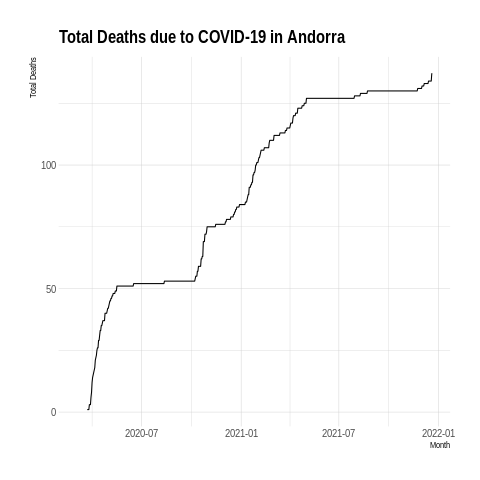 Total Deaths due to COVID-19 in Andorra
Total Deaths
100
50
0
2020-07 2021-01 2021-07 2022-01
Month